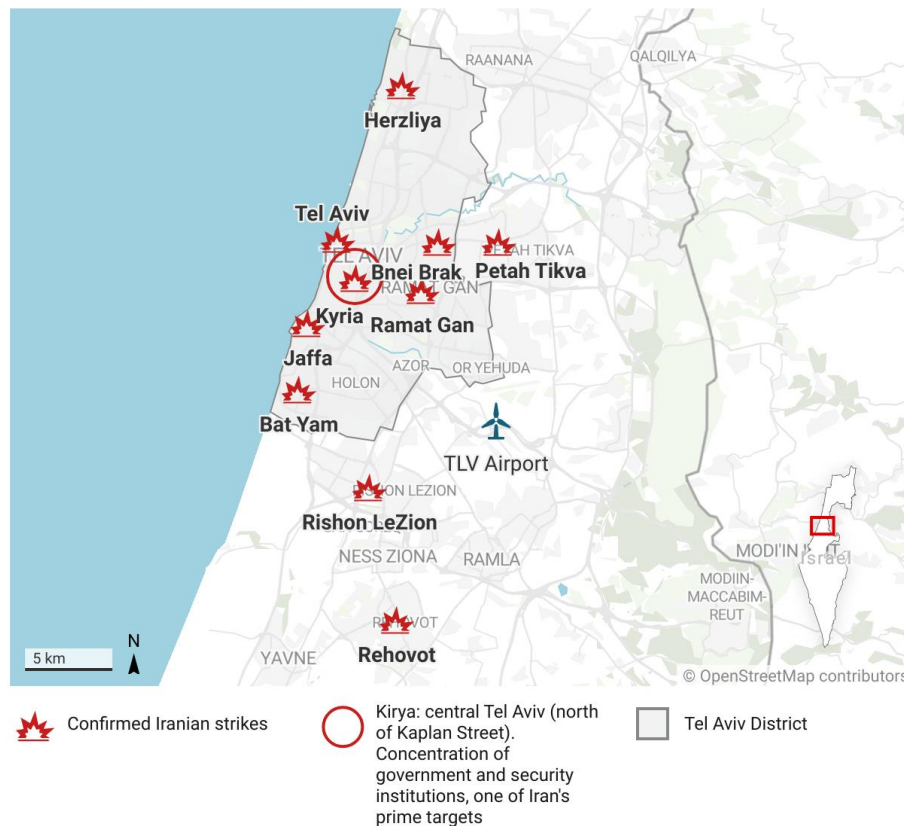 RAANANA
QALQILYA
Herzliya
Tel Aviv
TEL AVIV
Bnei Brak
PETAH TIKVA
Petah Tikva
RAMAT GAN
Kyria
Ramat Gan
Jaffa
AZOR
OR YEHUDA
HOLON
Bat Yam
TLV Airport
RISHON LEZION
Rishon LeZion
NESS ZIONA
RAMLA
MODI'IN
Israel
MODIIN-
MACCABIM-
REUT
Rehovot
YAVNE
N
5 km
© OpenStreetMap contributors
Confirmed Iranian strikes
Kirya: central Tel Aviv (north
of Kaplan Street).
Concentration of
government and security
institutions, one of Iran's
prime targets
Tel Aviv District